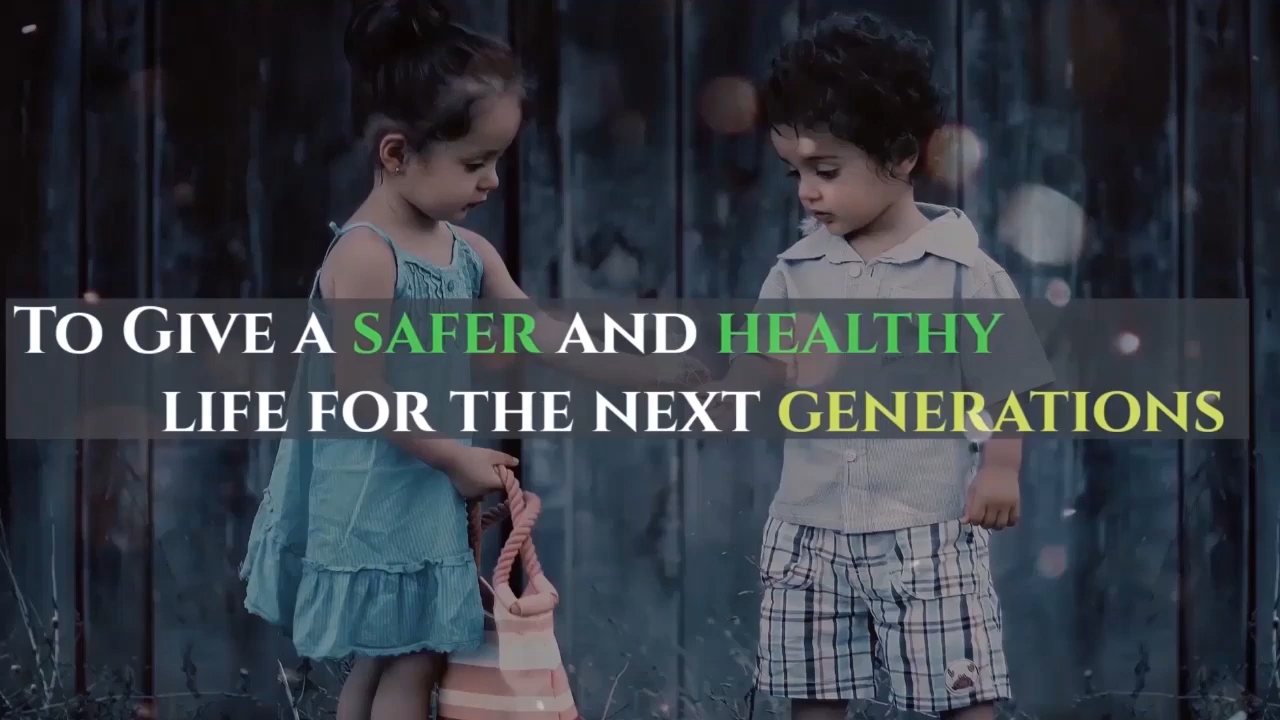 To Give a safer and healthy
life for the next generations